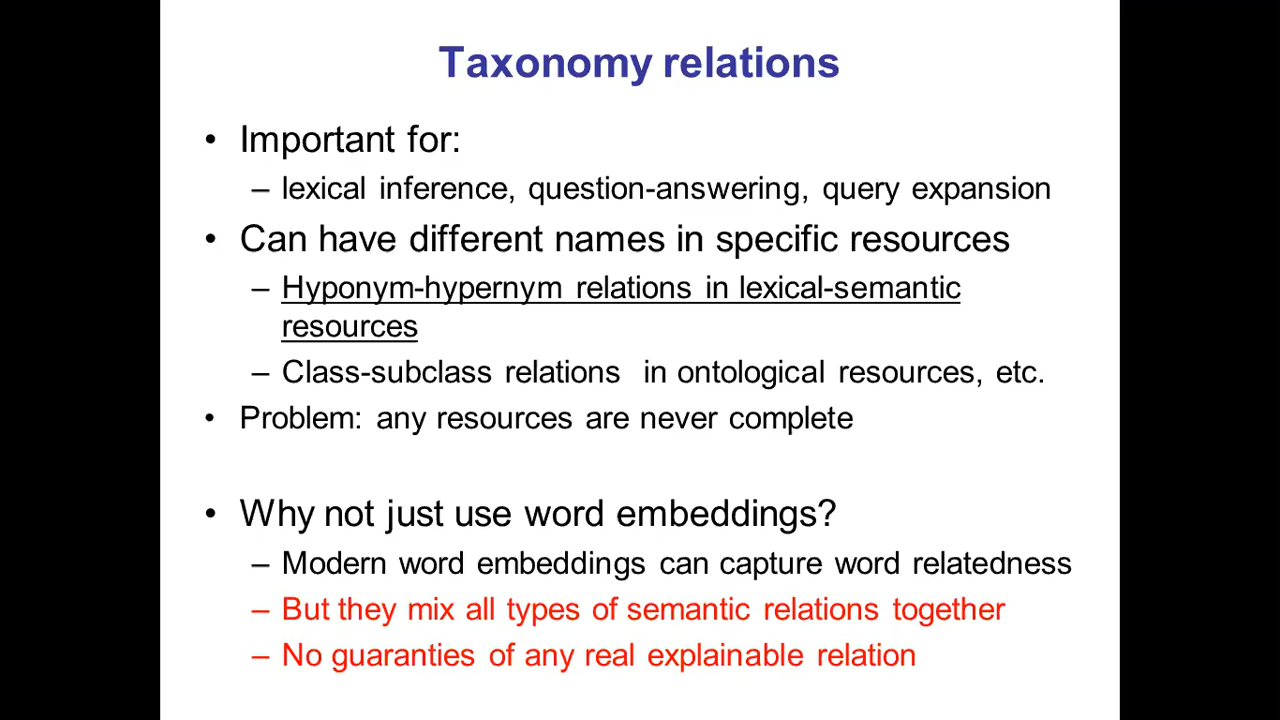 Taxonomy relations
• Important for:
– lexical inference, question-answering, query expansion
• Can have different names in specific resources
– Hyponym-hypernym relations in lexical-semantic
resources
– Class-subclass relations in ontological resources, etc.
• Problem: any resources are never complete
• Why not just use word embeddings?
– Modern word embeddings can capture word relatedness
– But they mix all types of semantic relations together
– No guaranties of any real explainable relation